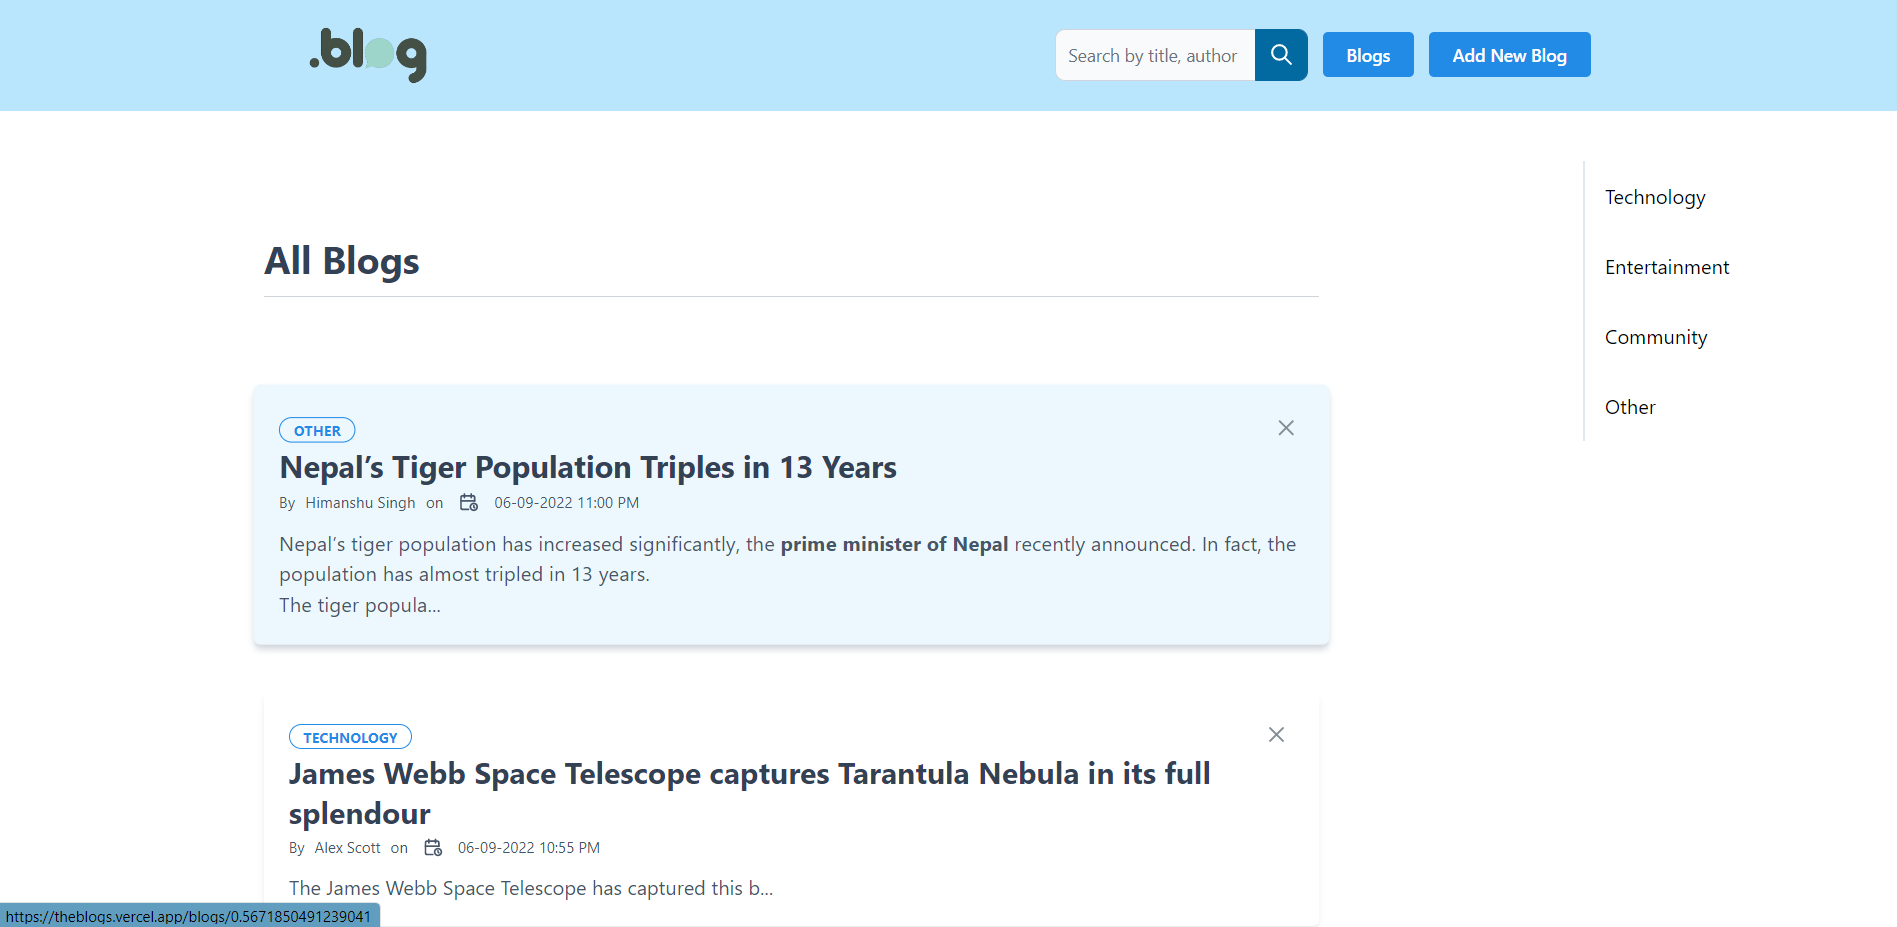 .blog
Search by title, author
Blogs
Add New Blog
Technology
Entertainment
Community
Other
All Blogs
OTHER
Nepal’s Tiger Population Triples in 13 Years
By Himanshu Singh on 06-09-2022 11:00 PM
Nepal’s tiger population has increased significantly, the prime minister of Nepal recently announced. In fact, the
population has almost tripled in 13 years.
The tiger popula...
TECHNOLOGY
James Webb Space Telescope captures Tarantula Nebula in its full
splendour
By Alex Scott on 06-09-2022 10:55 PM
The James Webb Space Telescope has captured this b...
https://theblogs.vercel.app/blogs/0.5671850491239041